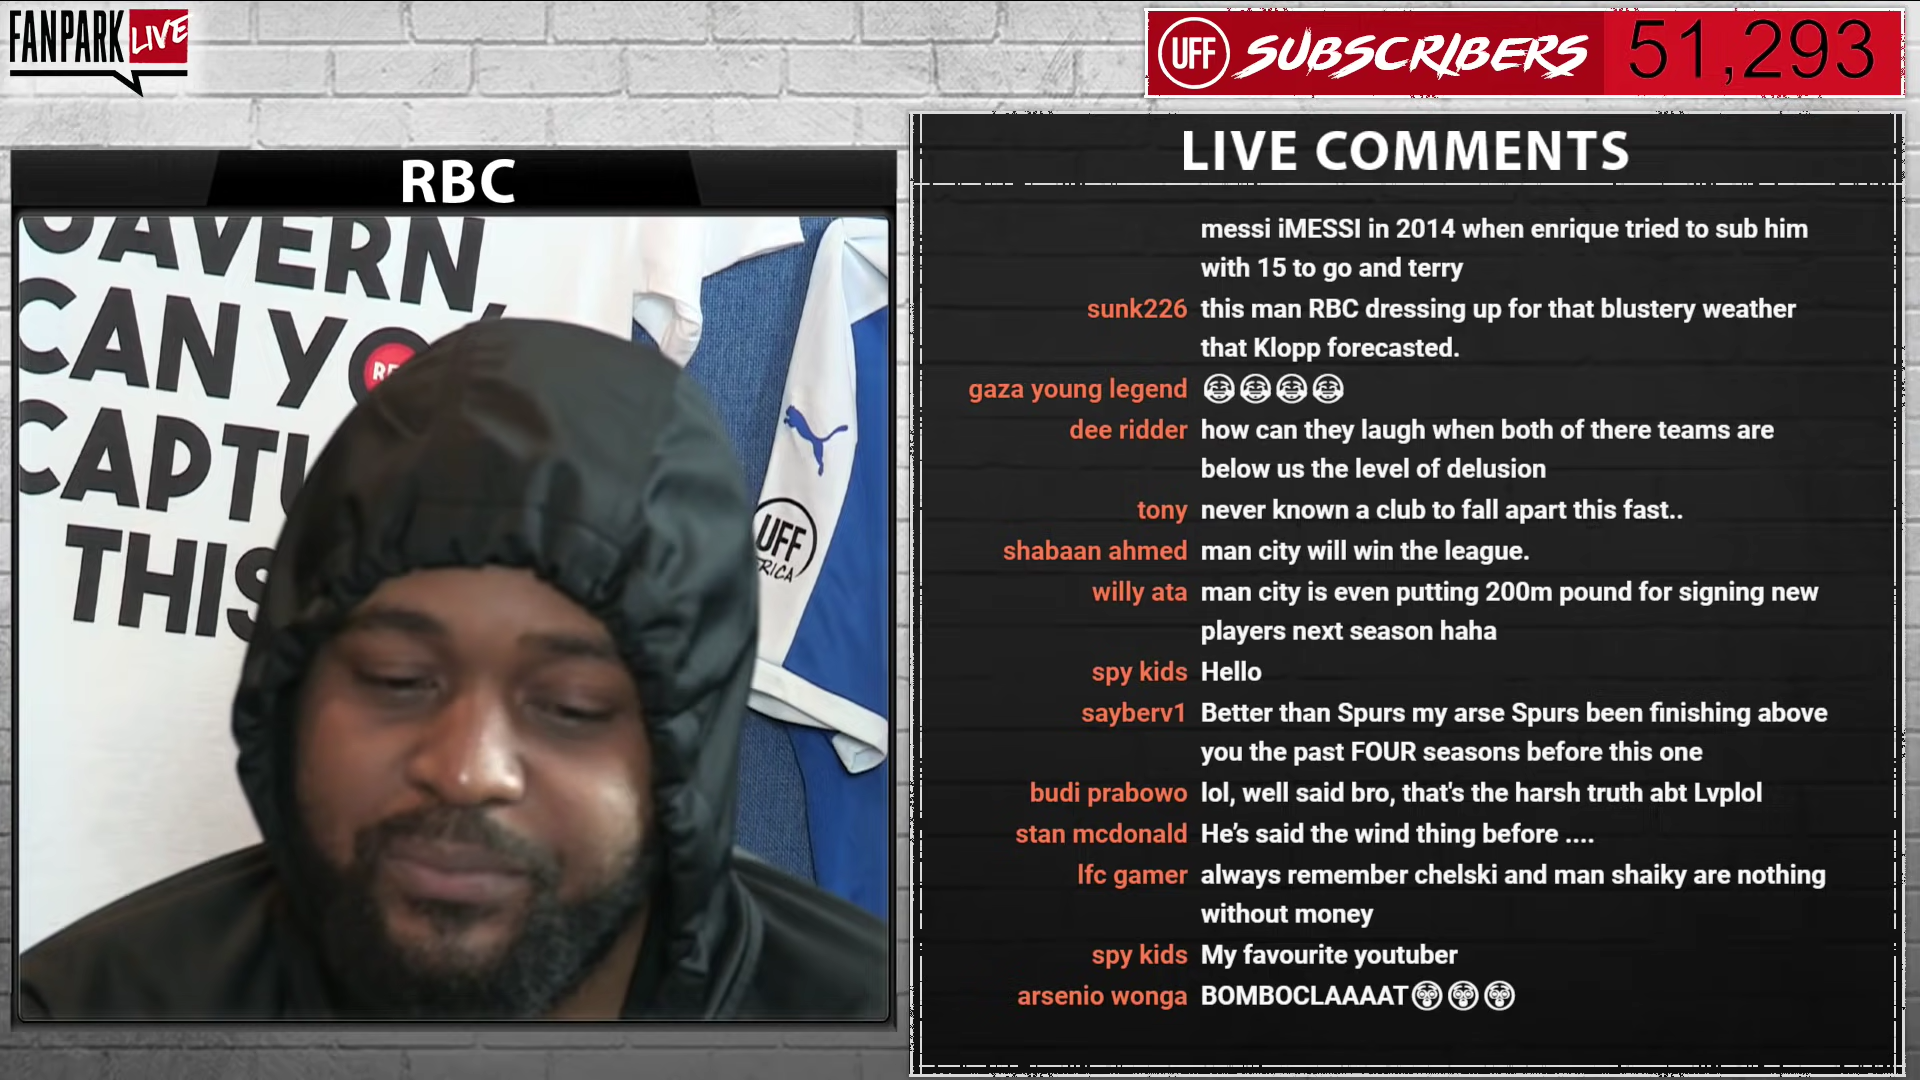 FANPARK LIVE
UFF SUBSCRIBERS 51,293
RBC
LIVE COMMENTS
CAN YO
RE
CAPTU
THIS
UFF
messi iMESSI in 2014 when enrique tried to sub him
with 15 to go and terry
sunk226 this man RBC dressing up for that blustery weather
that Klopp forecasted.
gaza young legend 😂😂😂😂
dee ridder how can they laugh when both of there teams are
below us the level of delusion
tony never known a club to fall apart this fast..
shabaan ahmed man city will win the league.
willy ata man city is even putting 200m pound for signing new
players next season haha
spy kids Hello
sayberv1 Better than Spurs my arse Spurs been finishing above
you the past FOUR seasons before this one
budi prabowo lol, well said bro, that's the harsh truth abt Lvplol
stan mcdonald He’s said the wind thing before ....
lfc gamer always remember chelski and man shaiky are nothing
without money
spy kids My favourite youtuber
arsenio wonga BOMBOCLAAAAT